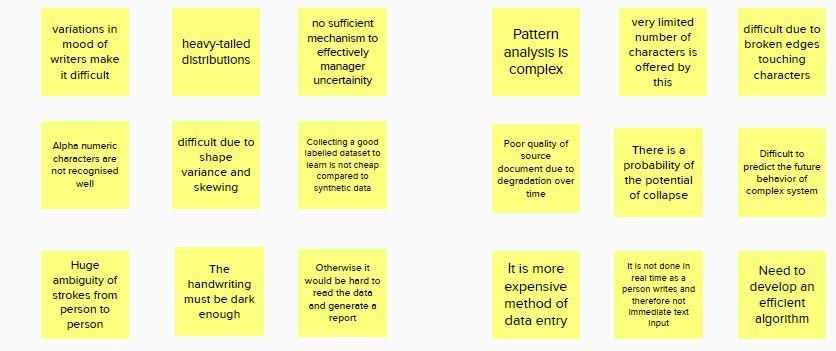 variations in
mood of
writers make
it difficult
heavy-tailed
distributions
no sufficient
mechanism to
effectively
manager
uncertainity
Pattern
analysis is
complex
very limited
number of
characters is
offered by
this
difficult due to
broken edges
touching
characters
Alpha numeric
characters are
not recognised
well
difficult due to
shape
variance and
skewing
Collecting a good
labelled dataset to
learn is not cheap
compared to
synthetic data
Poor quality of
source
document due to
degradation over
time
There is a
probability of
the potential
of collapse
Difficult to
predict the future
behavior of
complex system
Huge
ambiguity of
strokes from
person to
person
The
handwriting
must be dark
enough
Otherwise it
would be hard to
read the data
and generate a
report
It is more
expensive
method of
data entry
It is not done in
real time as a
person writes and
therefore not
immediate text
input
Need to
develop an
efficient
algorithm